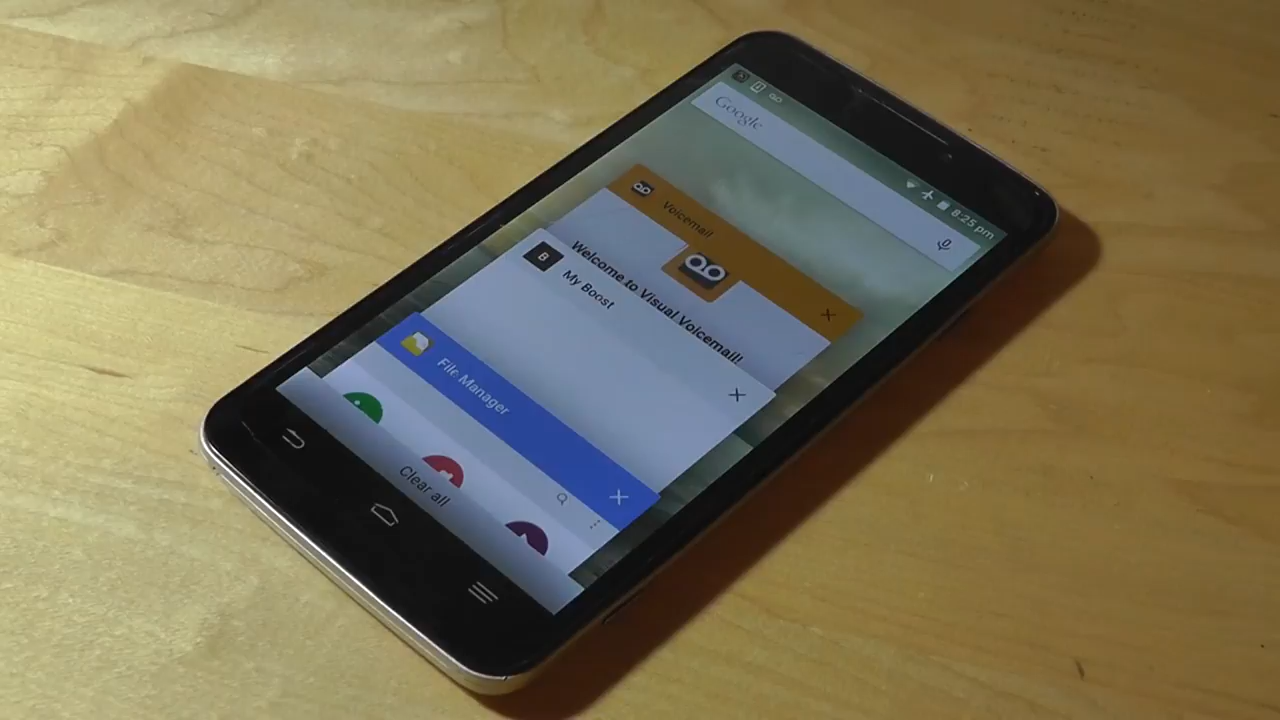 8:25 pm
Google
Voicemail
Welcome to Visual Voicemail!
B
My Boost
File Manager
Clear all